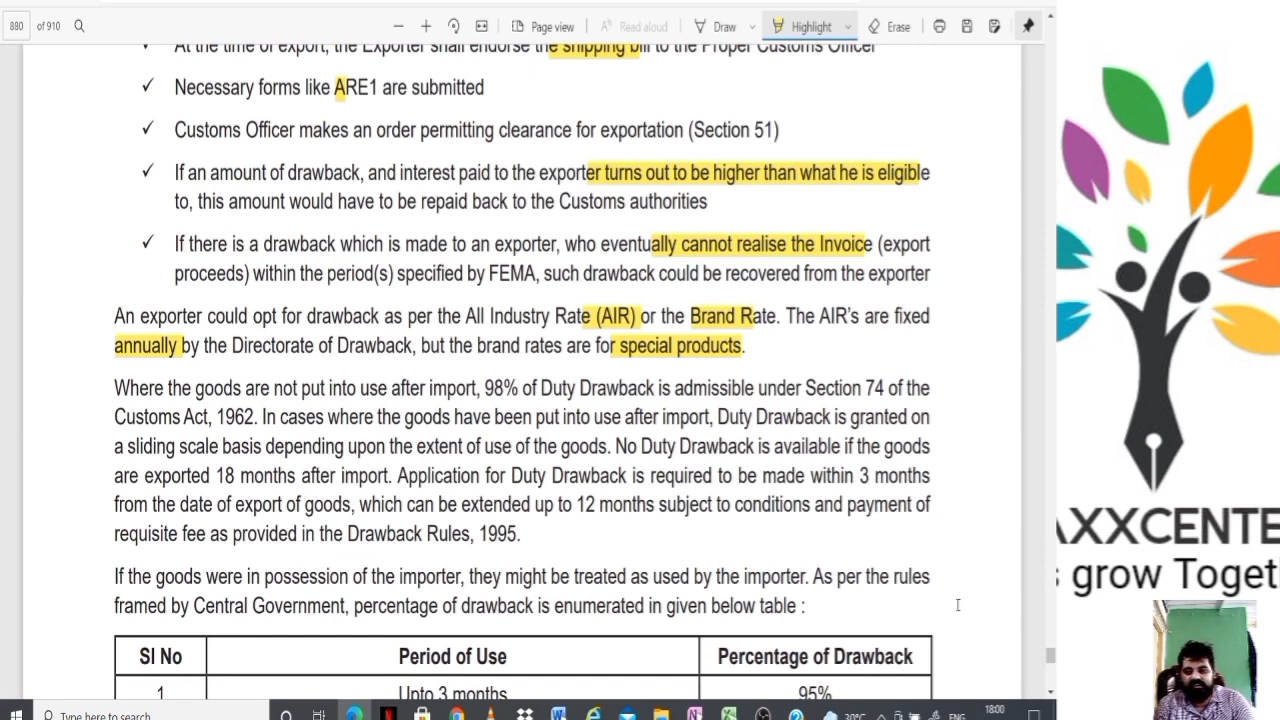 880 of 910 Page view Read aloud Draw Highlight Erase
At the time of export, the Exporter shall endorse the shipping bill to the Proper Customs Officer
✓ Necessary forms like ARE1 are submitted
✓ Customs Officer makes an order permitting clearance for exportation (Section 51)
✓ If an amount of drawback, and interest paid to the exporter turns out to be higher than what he is eligible
to, this amount would have to be repaid back to the Customs authorities
✓ If there is a drawback which is made to an exporter, who eventually cannot realise the Invoice (export
proceeds) within the period(s) specified by FEMA, such drawback could be recovered from the exporter
An exporter could opt for drawback as per the All Industry Rate (AIR) or the Brand Rate. The AIR's are fixed
annually by the Directorate of Drawback, but the brand rates are for special products.
Where the goods are not put into use after import, 98% of Duty Drawback is admissible under Section 74 of the
Customs Act, 1962. In cases where the goods have been put into use after import, Duty Drawback is granted on
a sliding scale basis depending upon the extent of use of the goods. No Duty Drawback is available if the goods
are exported 18 months after import. Application for Duty Drawback is required to be made within 3 months
from the date of export of goods, which can be extended up to 12 months subject to conditions and payment of
requisite fee as provided in the Drawback Rules, 1995.
If the goods were in possession of the importer, they might be treated as used by the importer. As per the rules
framed by Central Government, percentage of drawback is enumerated in given below table :
Sl No Period of Use Percentage of Drawback
1 Upto 3 months 95%
AXXCENTE
s grow Togeth
Type here to search 30°C ENG 18:00